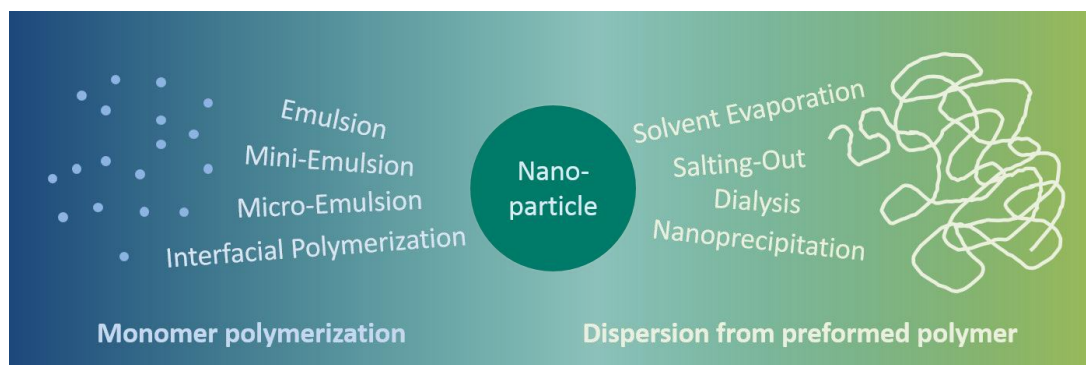 Emulsion
Mini-Emulsion
Micro-Emulsion
Interfacial Polymerization
Nano-
particle
Solvent Evaporation
Salting-Out
Dialysis
Nanoprecipitation
Monomer polymerization
Dispersion from preformed polymer